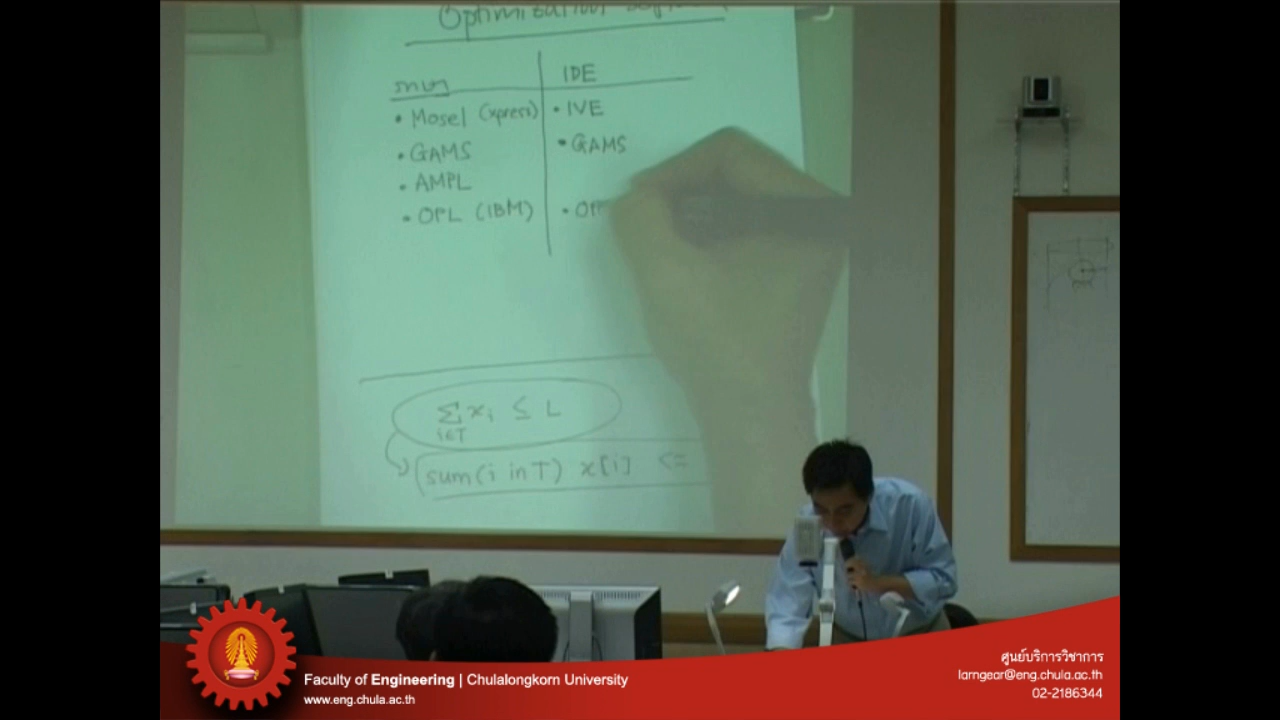 Optimization
ภาษา IDE
• Mosel (xpress) • IVE
• GAMS • GAMS
• AMPL
• OPL (IBM) • OP
∑ xᵢ ≤ L
i∈T
sum(i in T) x[i] <=
ศูนย์บริการวิชาการ
Faculty of Engineering | Chulalongkorn University
larngear@eng.chula.ac.th
www.eng.chula.ac.th
02-2186344